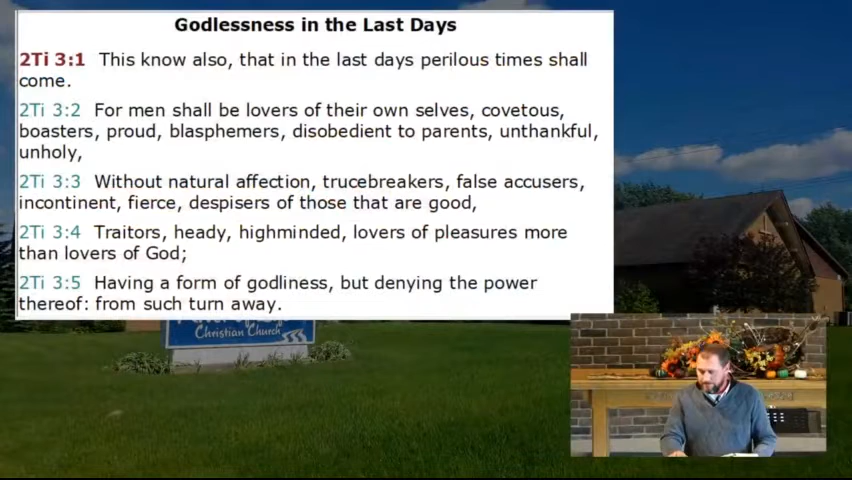 Godlessness in the Last Days
2Ti 3:1 This know also, that in the last days perilous times shall
come.
2Ti 3:2 For men shall be lovers of their own selves, covetous,
boasters, proud, blasphemers, disobedient to parents, unthankful,
unholy,
2Ti 3:3 Without natural affection, trucebreakers, false accusers,
incontinent, fierce, despisers of those that are good,
2Ti 3:4 Traitors, heady, highminded, lovers of pleasures more
than lovers of God;
2Ti 3:5 Having a form of godliness, but denying the power
thereof: from such turn away.
Christian Church